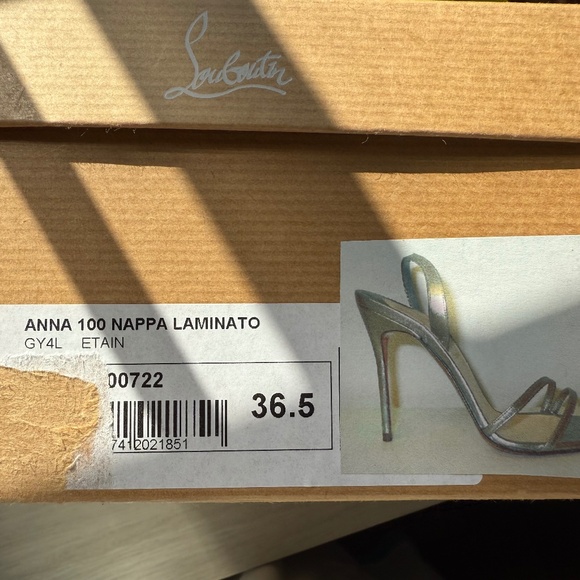 Louboutin
ANNA 100 NAPPA LAMINATO
GY4L ETAIN
00722
36.5
7412021851